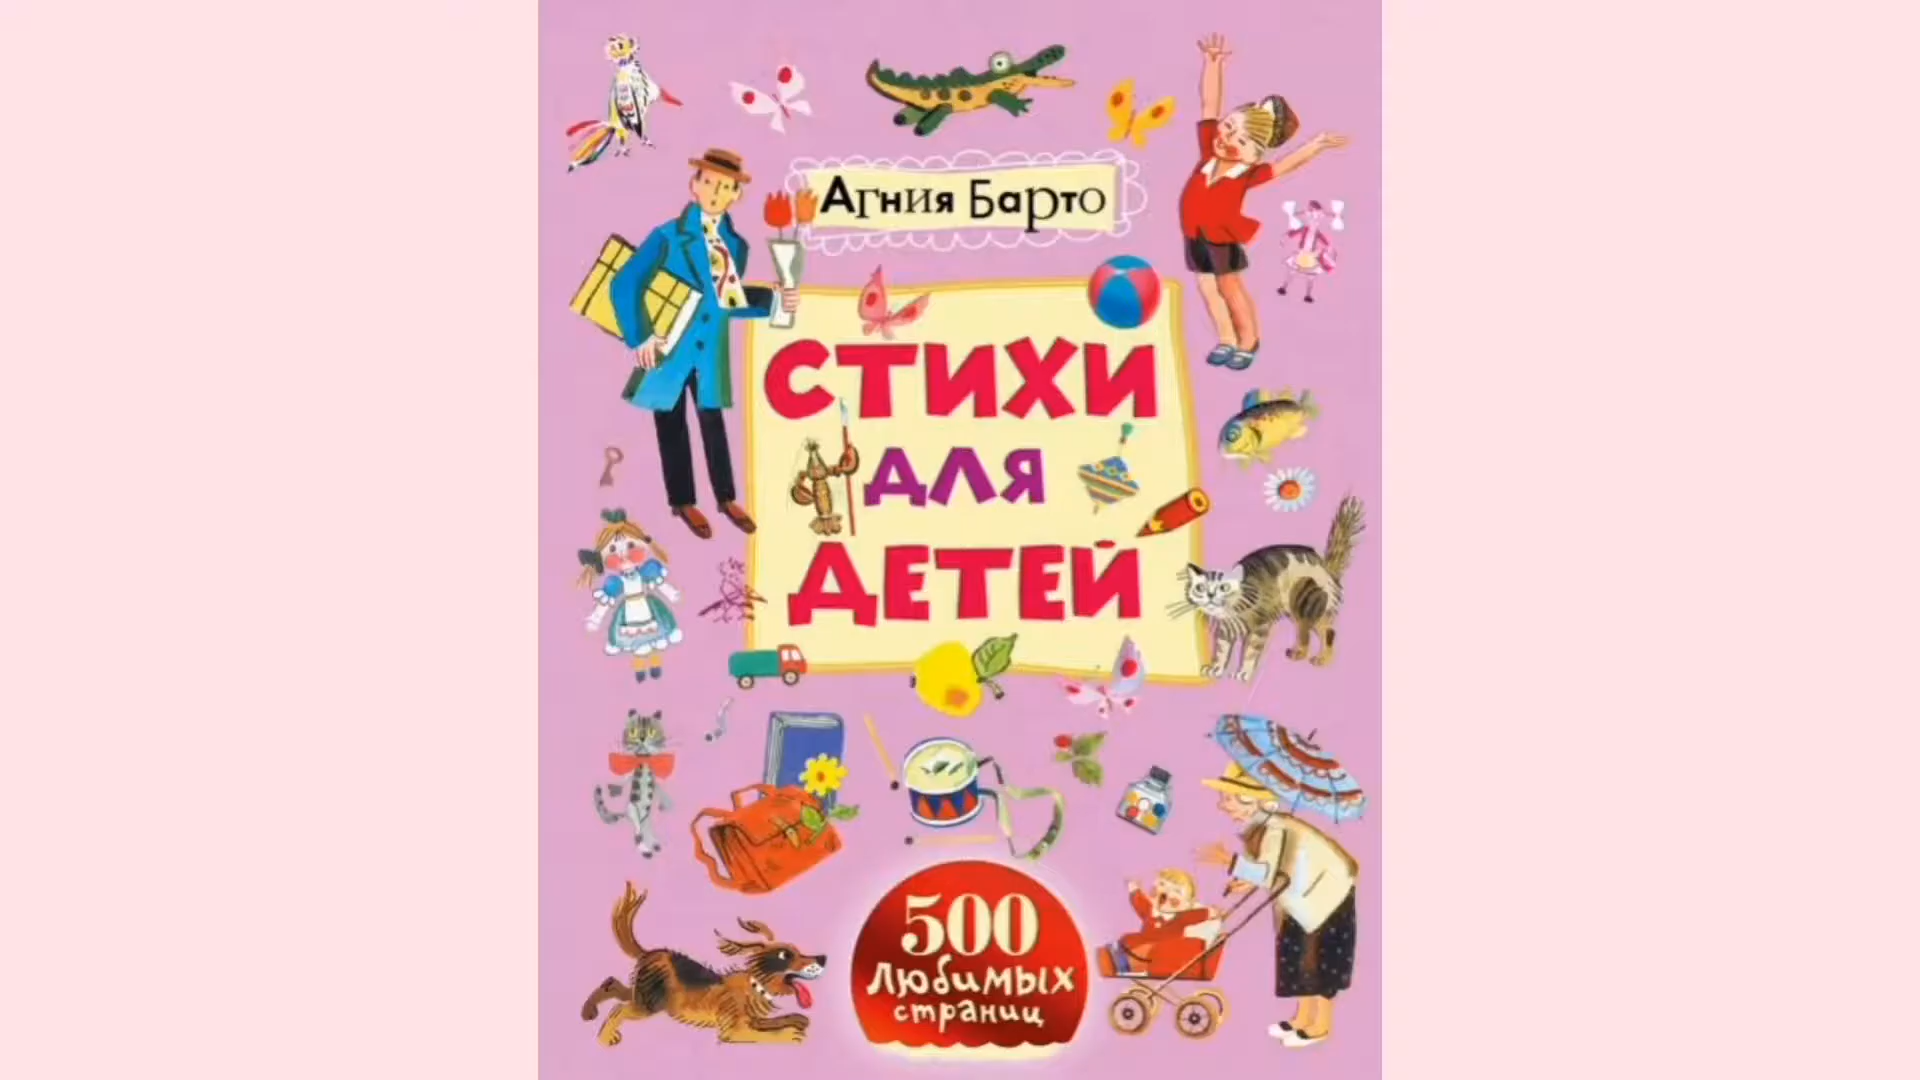 Агния Барто
СТИХИ
ДЛЯ
ДЕТЕЙ
500
любимых
страниц